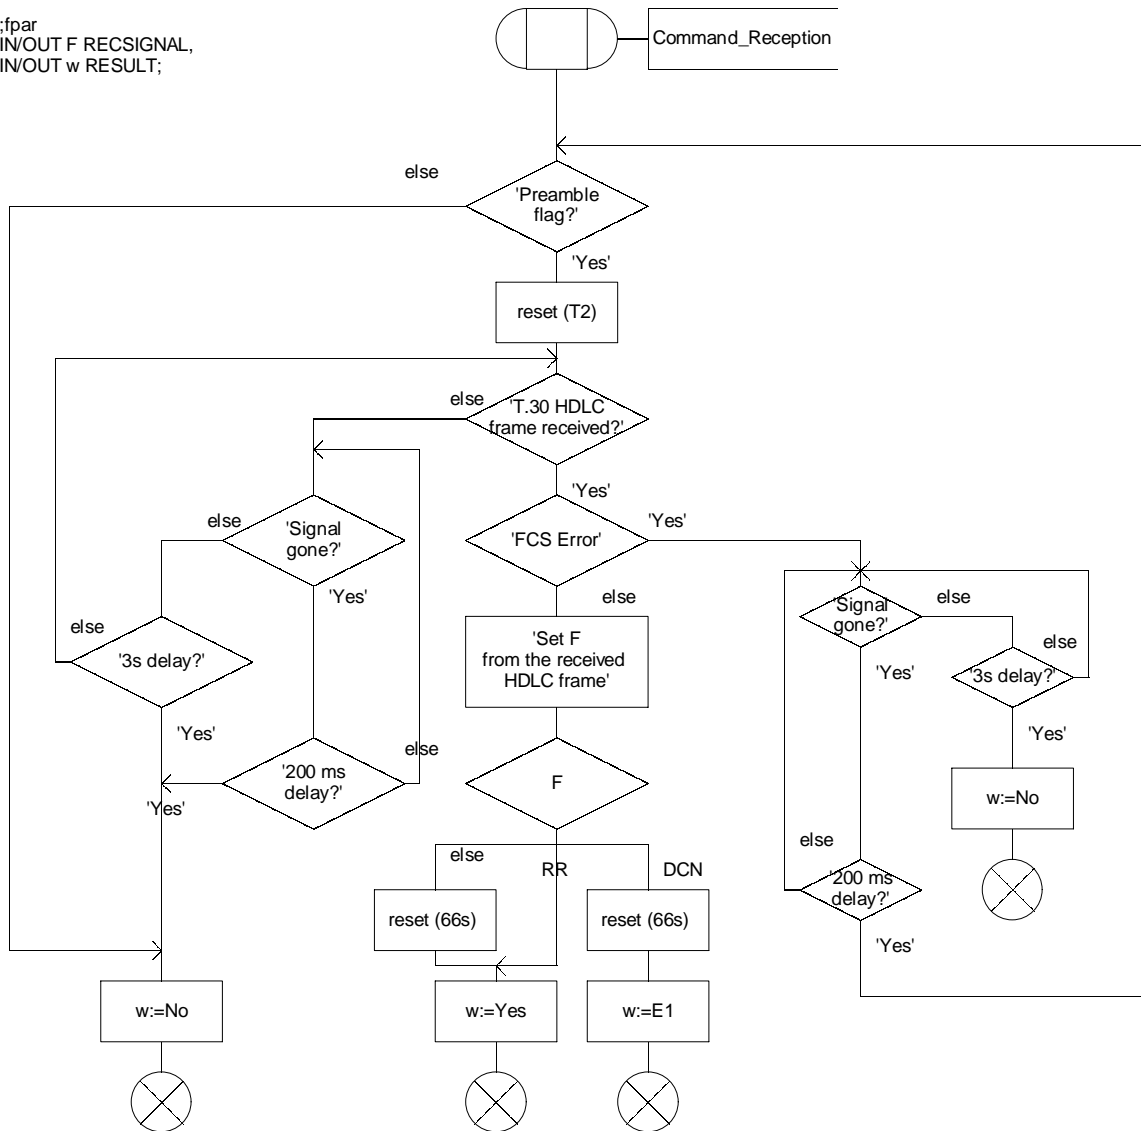 ;fpar
IN/OUT F RECSIGNAL,
IN/OUT w RESULT;
Command_Reception
else
'Preamble
flag?'
'Yes'
reset (T2)
else
'T.30 HDLC
frame received?'
'Yes'
else
'Signal
gone?'
'Yes'
'FCS Error'
'Yes'
else
else
'3s delay?'
'Yes'
'Set F
from the received
HDLC frame'
'Signal
gone?'
else
'Yes'
else
'3s delay?'
'Yes'
'200 ms
delay?'
else
'Yes'
F
w:=No
else
RR
DCN
else
'200 ms
delay?'
'Yes'
reset (66s)
reset (66s)
w:=No
w:=Yes
w:=E1